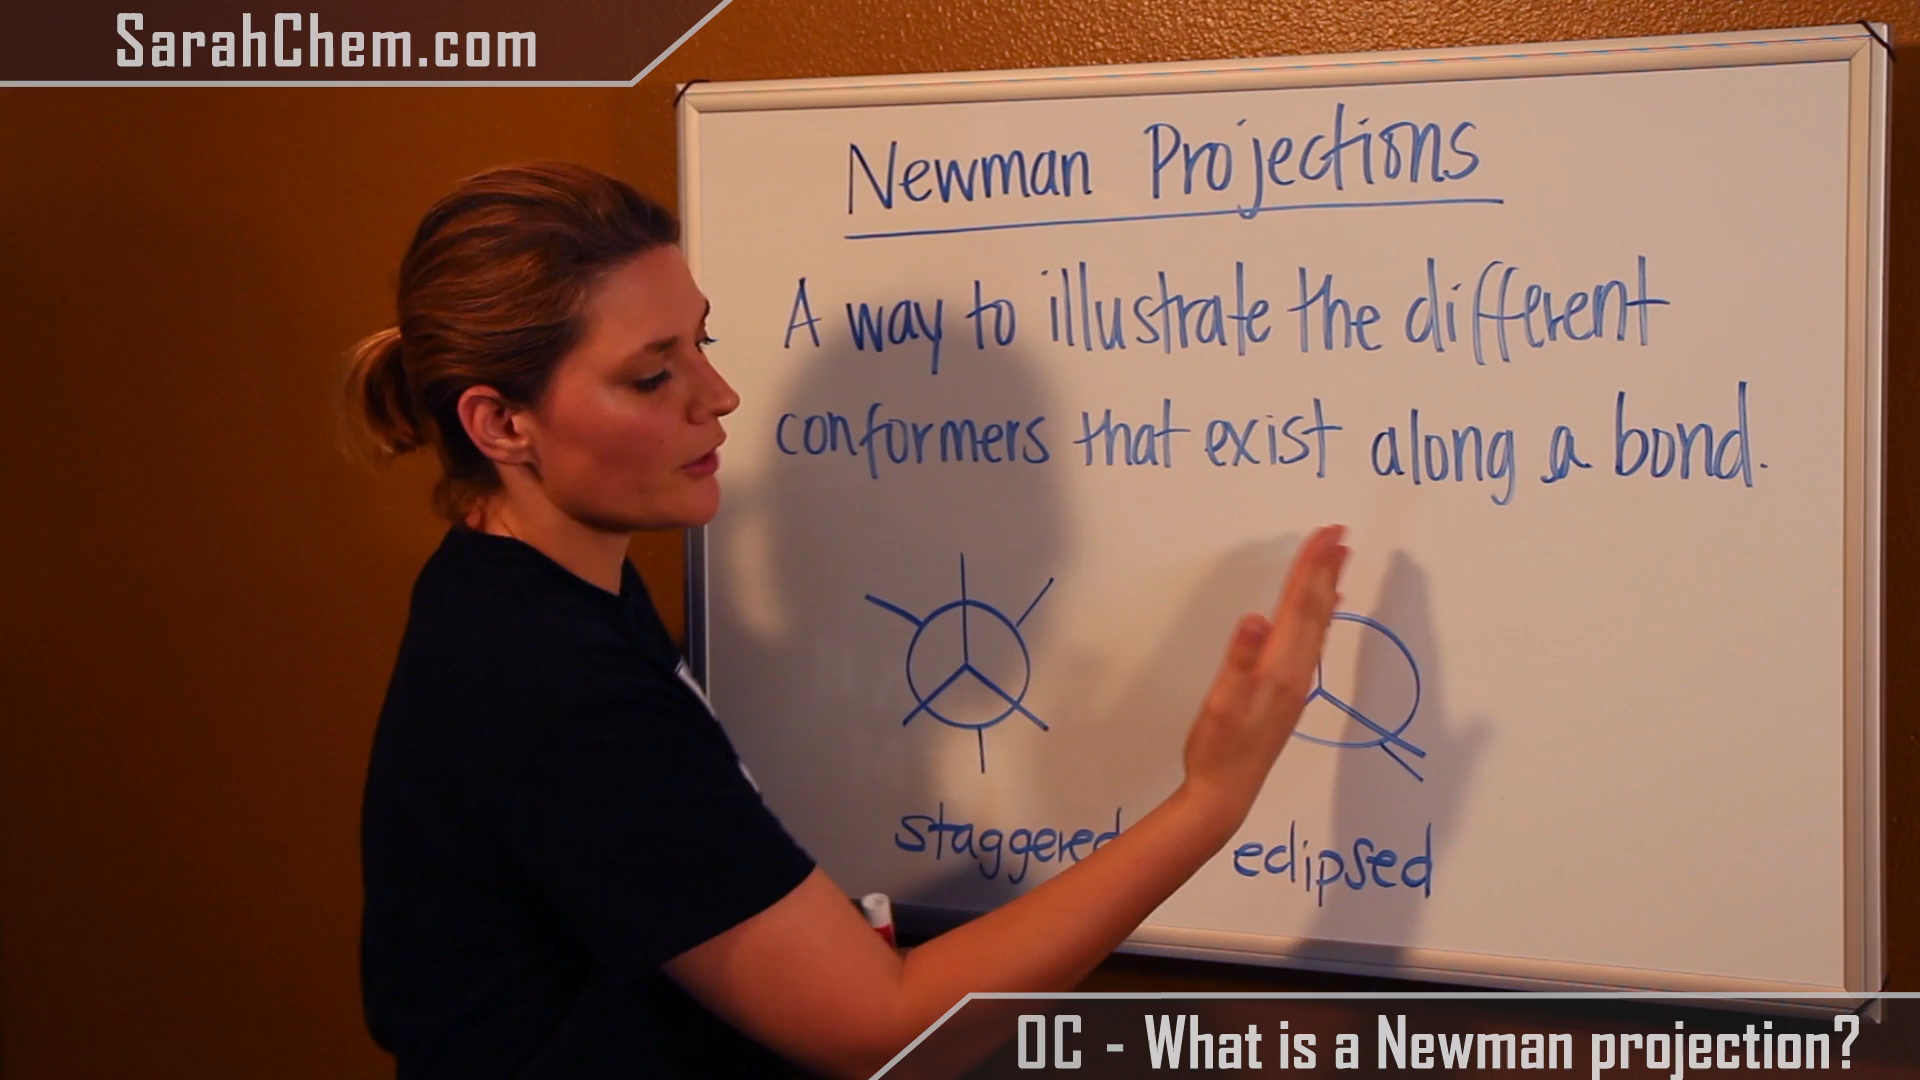 SarahChem.com
Newman Projections
A way to illustrate the different
conformers that exist along a bond.
staggered eclipsed
OC - What is a Newman projection?